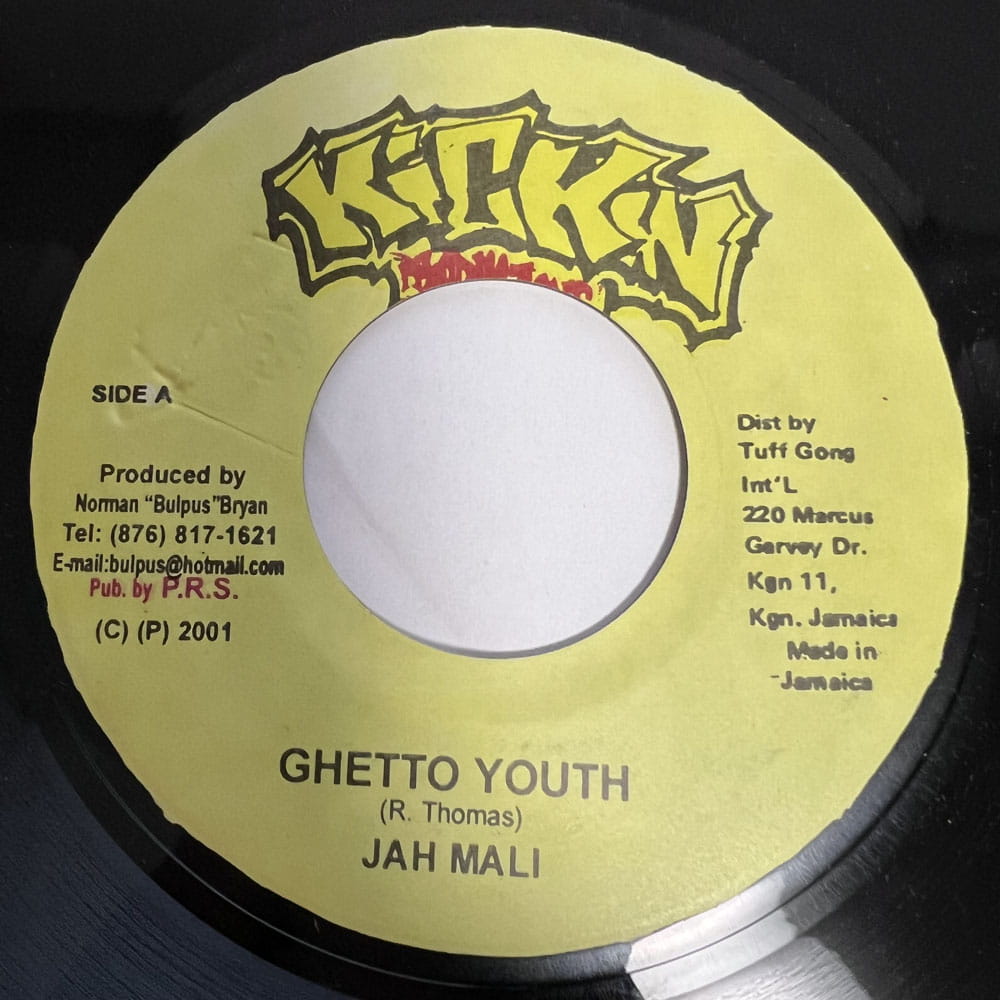 KiCKiN
SIDE A
Produced by
Norman "Bulpus"Bryan
Tel: (876) 817-1621
E-mail:bulpus@hotmail.com
Pub. by P.R.S.
(C) (P) 2001
Dist by
Tuff Gong
Int'L
220 Marcus
Garvey Dr.
Kgn 11,
Kgn. Jamaica
Made in
Jamaica
GHETTO YOUTH
(R. Thomas)
JAH MALI